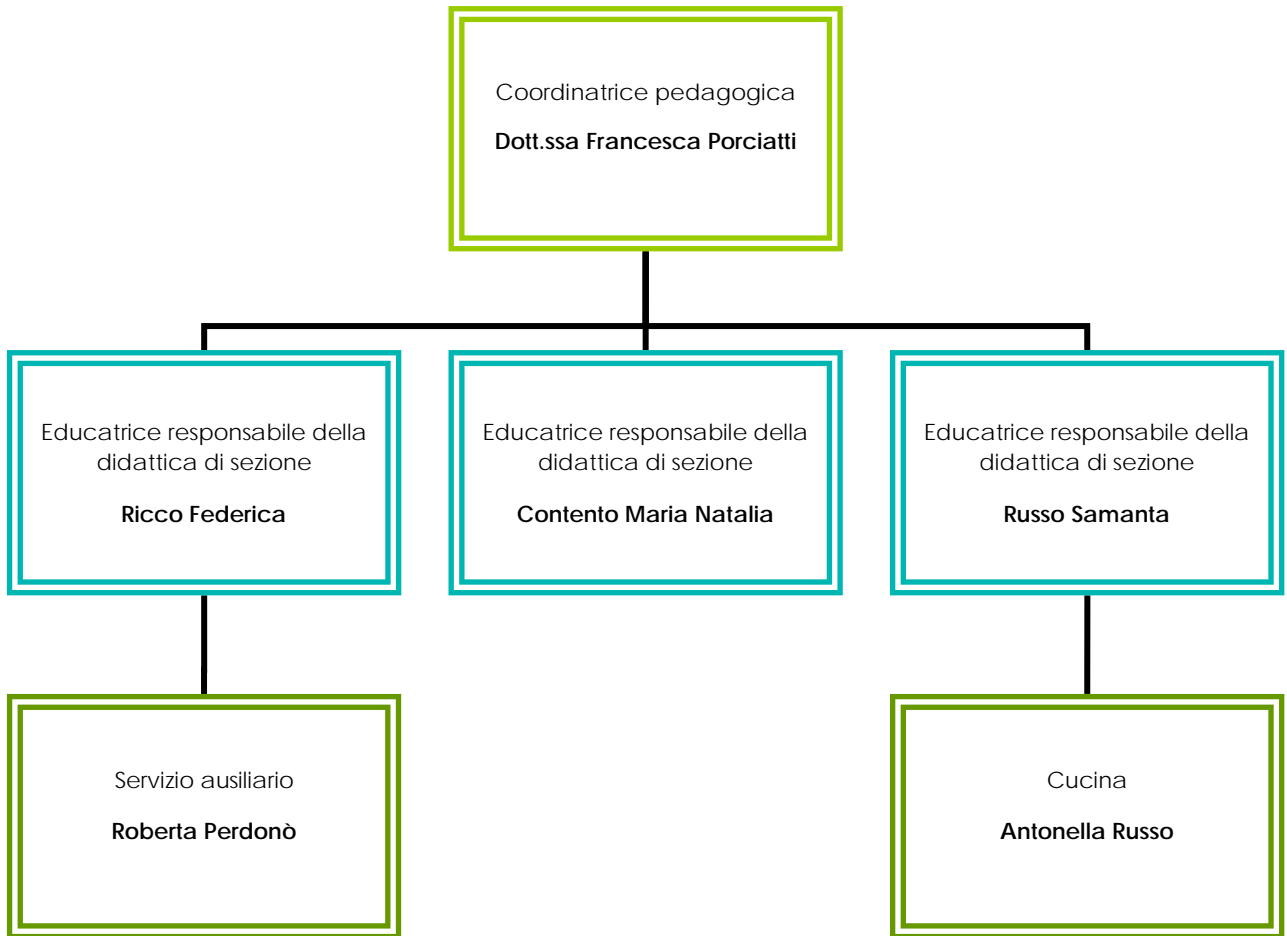 Coordinatrice pedagogica
Dott.ssa Francesca Porciatti
Educatrice responsabile della
didattica di sezione
Ricco Federica
Educatrice responsabile della
didattica di sezione
Contento Maria Natalia
Educatrice responsabile della
didattica di sezione
Russo Samanta
Servizio ausiliario
Roberta Perdonò
Cucina
Antonella Russo